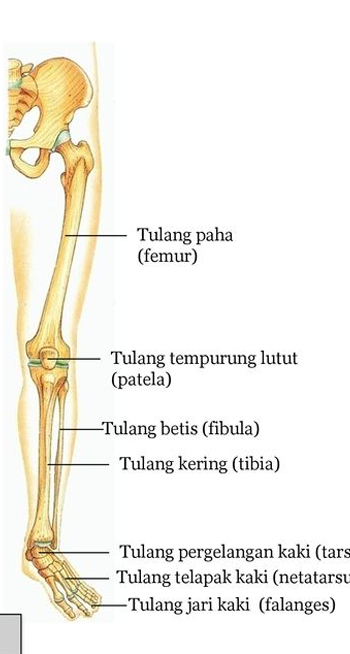 Tulang paha
(femur)
Tulang tempurung lutut
(patela)
Tulang betis (fibula)
Tulang kering (tibia)
Tulang pergelangan kaki (tars
Tulang telapak kaki (netatarsu
Tulang jari kaki (falanges)